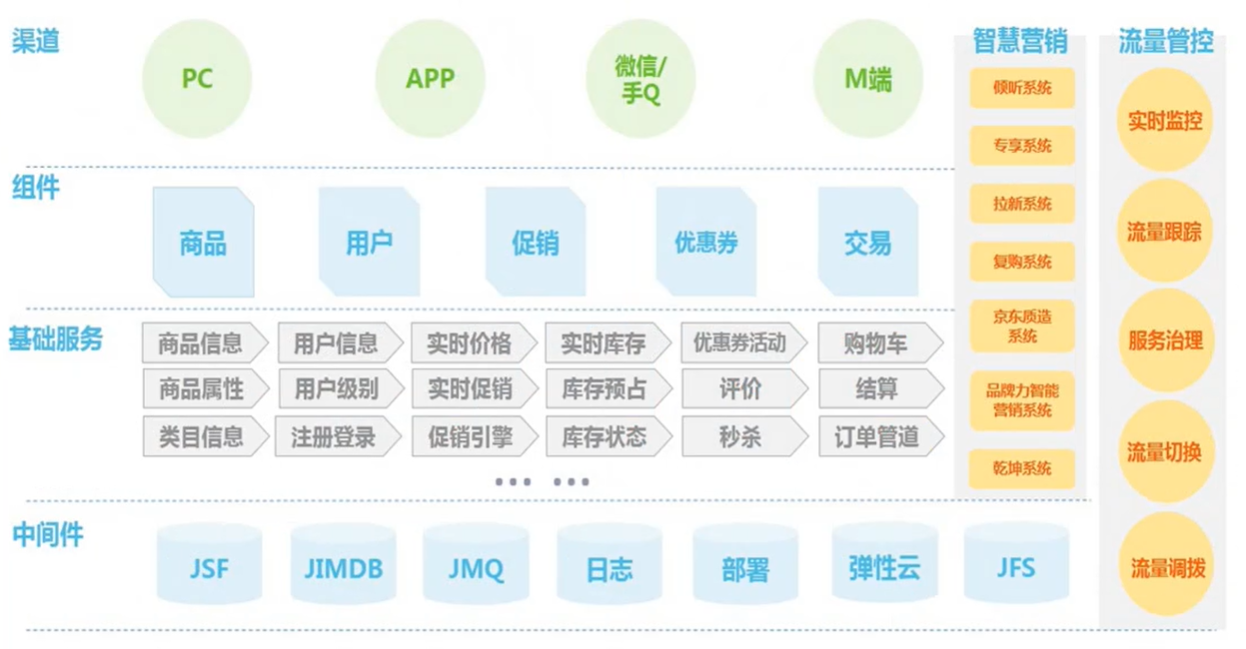 渠道
PC
APP
微信/
手Q
M端
组件
商品
用户
促销
优惠券
交易
基础服务
商品信息
用户信息
实时价格
实时库存
优惠券活动
购物车
商品属性
用户级别
实时促销
库存预占
评价
结算
类目信息
注册登录
促销引擎
库存状态
秒杀
订单管道
... ...
中间件
JSF
JIMDB
JMQ
日志
部署
弹性云
JFS
智慧营销
倾听系统
专享系统
拉新系统
复购系统
京东质造
系统
品牌力智能
营销系统
乾坤系统
流量管控
实时监控
流量跟踪
服务治理
流量切换
流量调拨